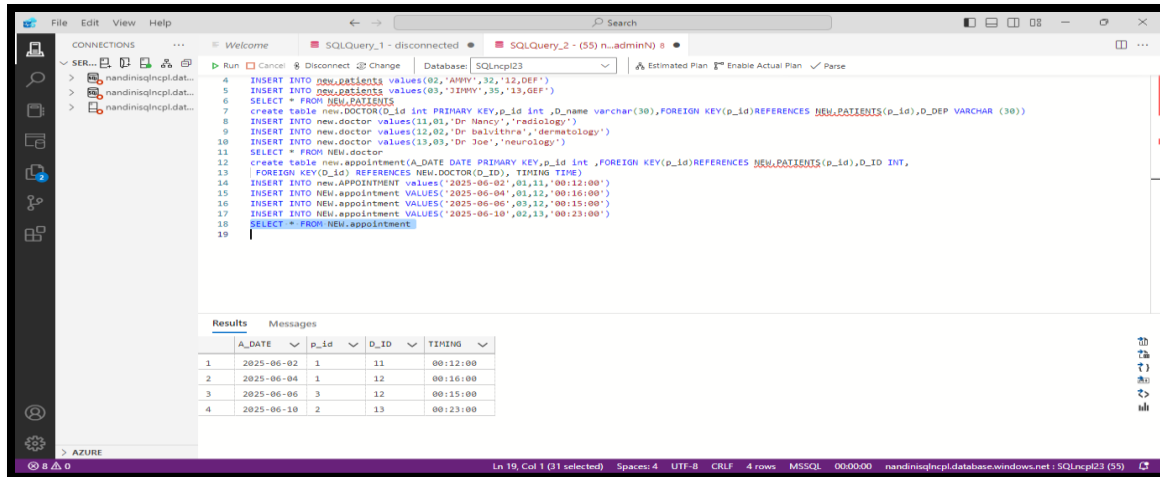 File Edit View Help
Search
CONNECTIONS ...
Welcome
SQLQuery_1 - disconnected
SQLQuery_2 - (55) n...adminN) 8
SER...
nandinisqlncpl.dat...
nandinisqlncpl.dat...
nandinisqlncpl.dat...
Run Cancel Disconnect Change Database: SQLncpl23 Estimated Plan Enable Actual Plan Parse
4 INSERT INTO new.patients values(02,'AMMY',32,'12,DEF')
5 INSERT INTO new.patients values(03,'JIMMY',35,'13,GEF')
6 SELECT * FROM NEW.PATIENTS
7 create table new.DOCTOR(D_id int PRIMARY KEY,p_id int ,D_name varchar(30),FOREIGN KEY(p_id)REFERENCES NEW.PATIENTS(p_id),D_DEP VARCHAR (30))
8 INSERT INTO new.doctor values(11,01,'Dr Nancy','radiology')
9 INSERT INTO new.doctor values(12,02,'Dr balvithra','dermatology')
10 INSERT INTO new.doctor values(13,03,'Dr Joe','neurology')
11 SELECT * FROM NEW.doctor
12 create table new.appointment(A_DATE DATE PRIMARY KEY,p_id int ,FOREIGN KEY(p_id)REFERENCES NEW.PATIENTS(p_id),D_ID INT,
13 FOREIGN KEY(D_id) REFERENCES NEW.DOCTOR(D_ID), TIMING TIME)
14 INSERT INTO new.APPOINTMENT values('2025-06-02',01,11,'00:12:00')
15 INSERT INTO NEW.appointment VALUES('2025-06-04',01,12,'00:16:00')
16 INSERT INTO NEW.appointment VALUES('2025-06-06',03,12,'00:15:00')
17 INSERT INTO NEW.appointment VALUES('2025-06-10',02,13,'00:23:00')
18 SELECT * FROM NEW.appointment
19
Results Messages
A_DATE p_id D_ID TIMING
1 2025-06-02 1 11 00:12:00
2 2025-06-04 1 12 00:16:00
3 2025-06-06 3 12 00:15:00
4 2025-06-10 2 13 00:23:00
AZURE
8 0 Ln 19, Col 1 (31 selected) Spaces: 4 UTF-8 CRLF 4 rows MSSQL 00:00:00 nandinisqlncpl.database.windows.net : SQLncpl23 (55)